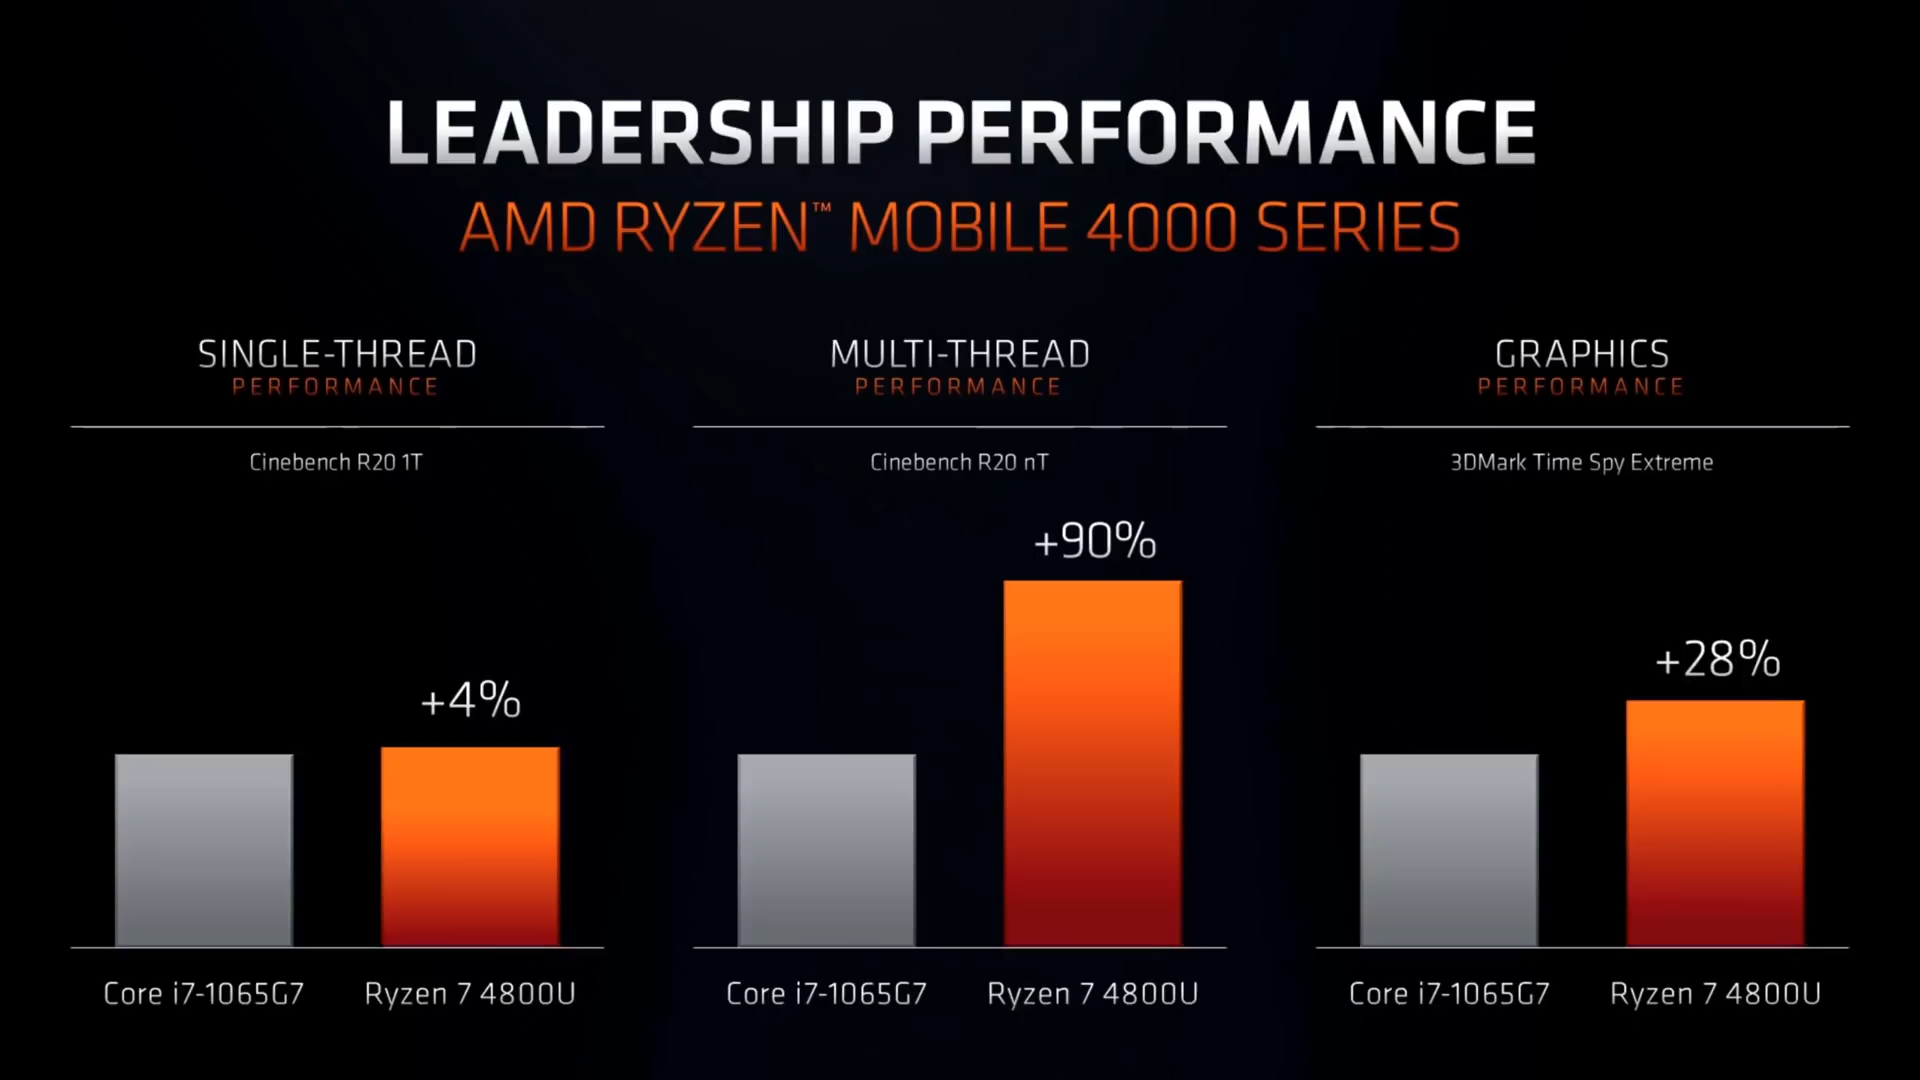 LEADERSHIP PERFORMANCE
AMD RYZEN™ MOBILE 4000 SERIES
SINGLE-THREAD
PERFORMANCE
Cinebench R20 1T
+4%
Core i7-1065G7
Ryzen 7 4800U
MULTI-THREAD
PERFORMANCE
Cinebench R20 nT
+90%
Core i7-1065G7
Ryzen 7 4800U
GRAPHICS
PERFORMANCE
3DMark Time Spy Extreme
+28%
Core i7-1065G7
Ryzen 7 4800U